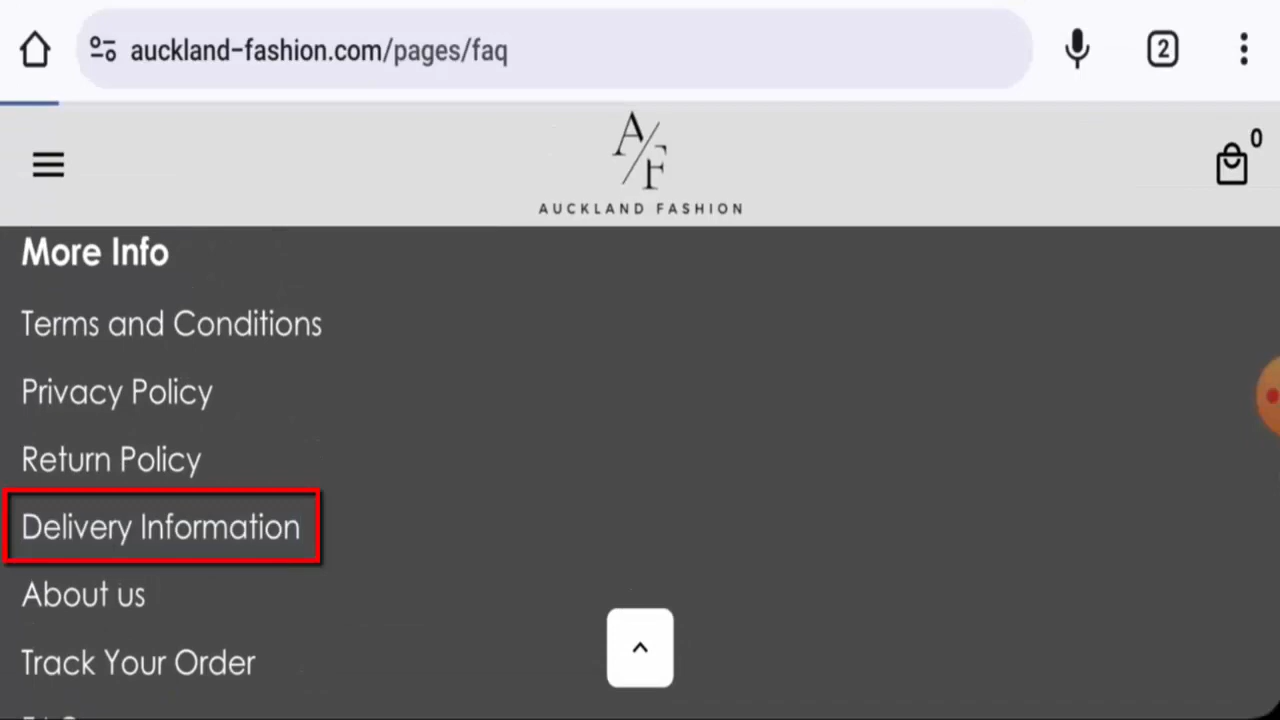 auckland-fashion.com/pages/faq
2
A/F
0
AUCKLAND FASHION
More Info
Terms and Conditions
Privacy Policy
Return Policy
Delivery Information
About us
Track Your Order